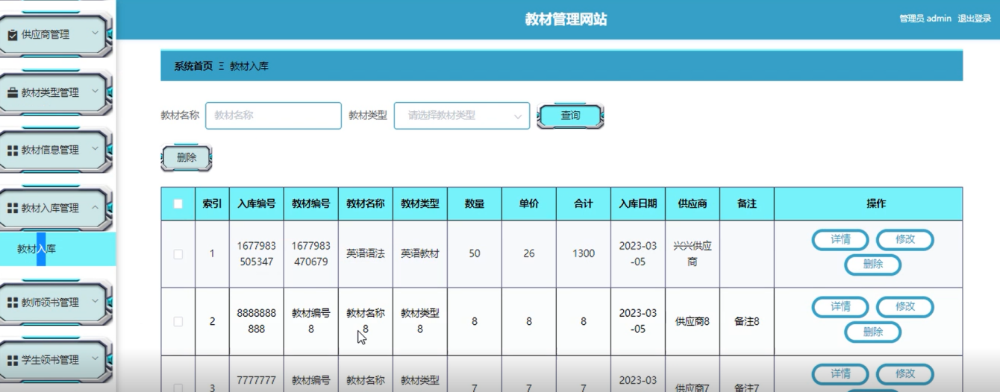 教材管理网站
管理员 admin 退出登录
供应商管理
教材类型管理
教材信息管理
教材入库管理
教材入库
教师领书管理
学生领书管理
系统首页 Ξ 教材入库
教材名称 教材名称 教材类型 请选择教材类型 查询
删除
索引 入库编号 教材编号 教材名称 教材类型 数量 单价 合计 入库日期 供应商 备注 操作
1 1677983505347 1677983470679 英语语法 英语教材 50 26 1300 2023-03-05 兴兴供应商 详情 修改 删除
2 8888888888 教材编号8 教材名称8 教材类型8 8 8 8 2023-03-05 供应商8 备注8 详情 修改 删除
3 7777777 教材编号 教材名称 教材类型 7 7 7 2023-03 供应商7 备注7 详情 修改